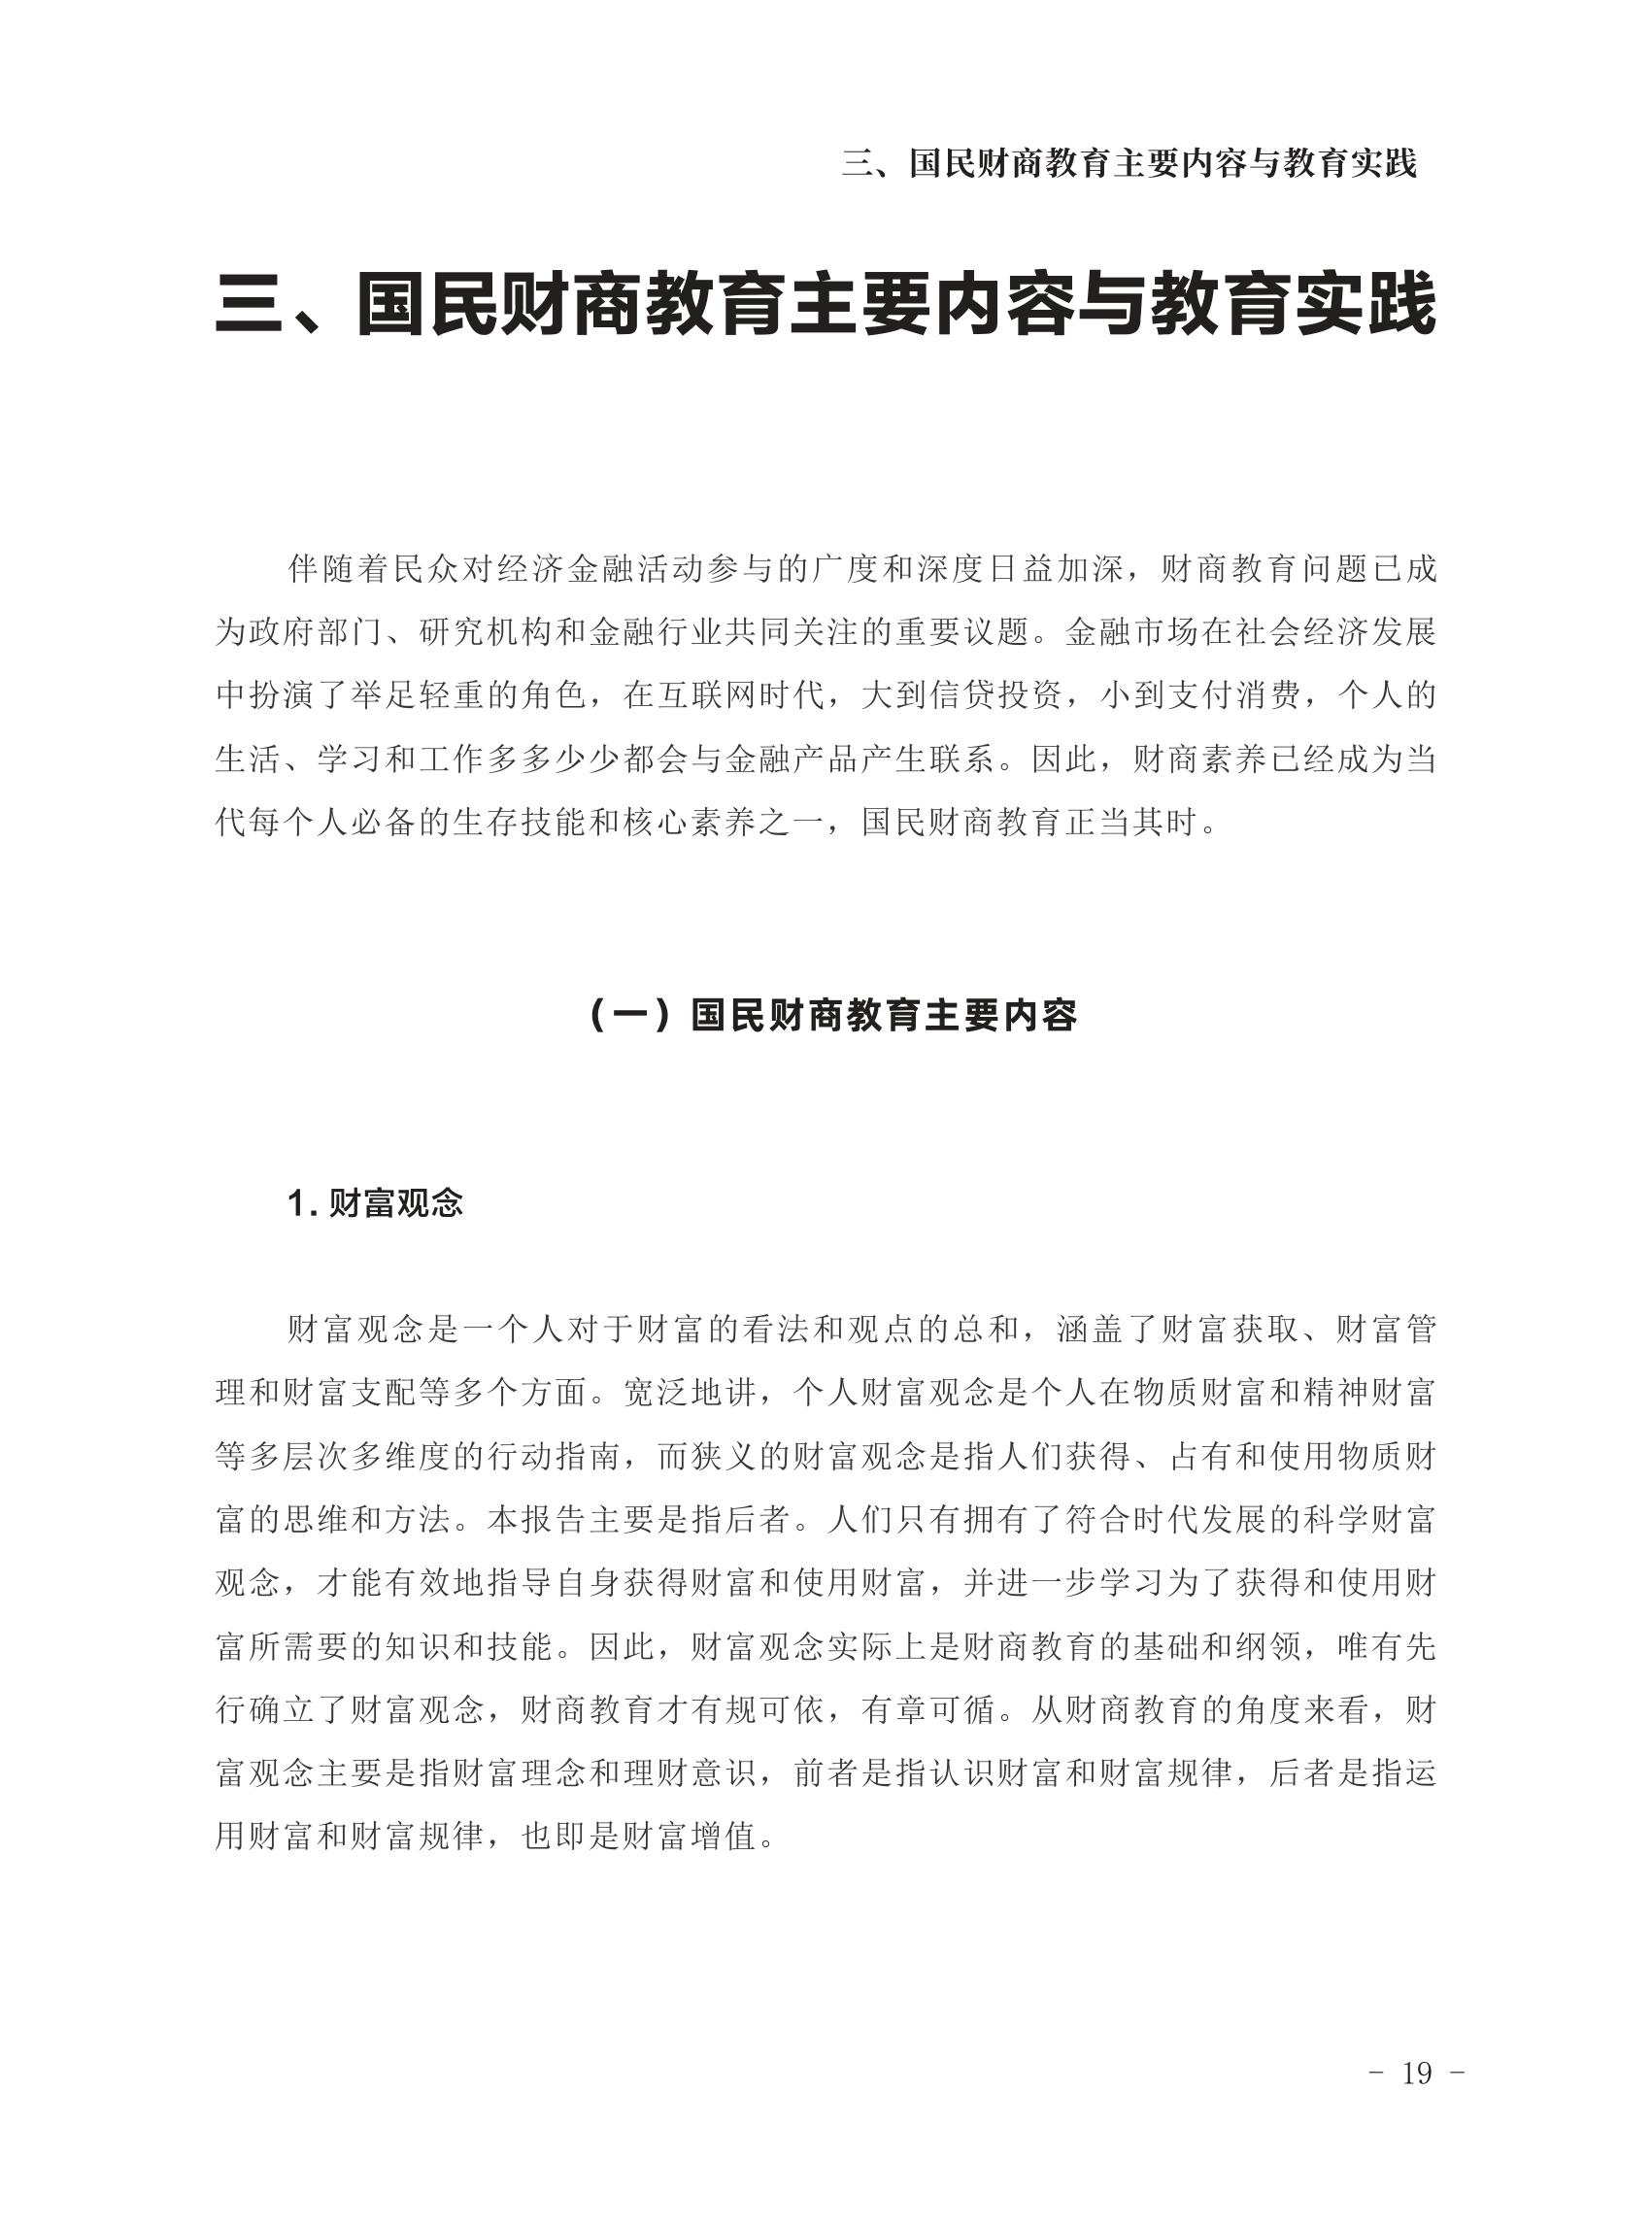 三、国民财商教育主要内容与教育实践
三、国民财商教育主要内容与教育实践
伴随着民众对经济金融活动参与的广度和深度日益加深，财商教育问题已成
为政府部门、研究机构和金融行业共同关注的重要议题。金融市场在社会经济发展
中扮演了举足轻重的角色，在互联网时代，大到信贷投资，小到支付消费，个人的
生活、学习和工作多多少少都会与金融产品产生联系。因此，财商素养已经成为当
代每个人必备的生存技能和核心素养之一，国民财商教育正当其时。
（一）国民财商教育主要内容
1. 财富观念
财富观念是一个人对于财富的看法和观点的总和，涵盖了财富获取、财富管
理和财富支配等多个方面。宽泛地讲，个人财富观念是个人在物质财富和精神财富
等多层次多维度的行动指南，而狭义的财富观念是指人们获得、占有和使用物质财
富的思维和方法。本报告主要是指后者。人们只有拥有了符合时代发展的科学财富
观念，才能有效地指导自身获得财富和使用财富，并进一步学习为了获得和使用财
富所需要的知识和技能。因此，财富观念实际上是财商教育的基础和纲领，唯有先
行确立了财富观念，财商教育才有规可依，有章可循。从财商教育的角度来看，财
富观念主要是指财富理念和理财意识，前者是指认识财富和财富规律，后者是指运
用财富和财富规律，也即是财富增值。
- 19 -